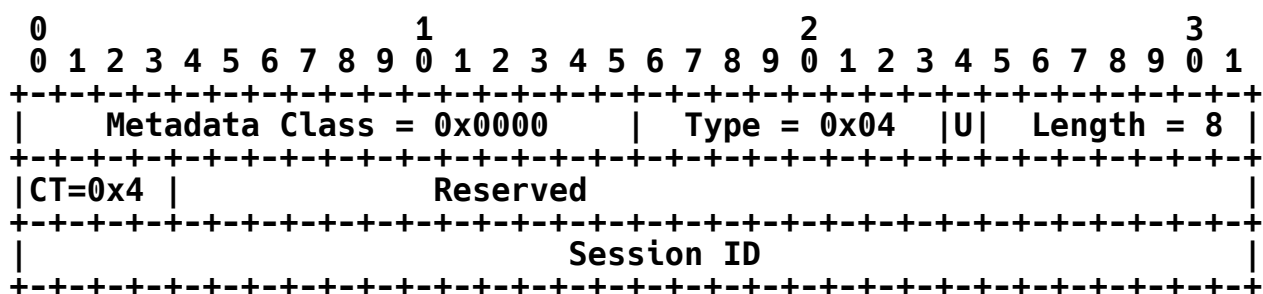 0                   1                   2                   3
 0 1 2 3 4 5 6 7 8 9 0 1 2 3 4 5 6 7 8 9 0 1 2 3 4 5 6 7 8 9 0 1
+-+-+-+-+-+-+-+-+-+-+-+-+-+-+-+-+-+-+-+-+-+-+-+-+-+-+-+-+-+-+-+-+
|    Metadata Class = 0x0000    |  Type = 0x04  |U|  Length = 8 |
+-+-+-+-+-+-+-+-+-+-+-+-+-+-+-+-+-+-+-+-+-+-+-+-+-+-+-+-+-+-+-+-+
|CT=0x4 |             Reserved                                  |
+-+-+-+-+-+-+-+-+-+-+-+-+-+-+-+-+-+-+-+-+-+-+-+-+-+-+-+-+-+-+-+-+
|                            Session ID                         |
+-+-+-+-+-+-+-+-+-+-+-+-+-+-+-+-+-+-+-+-+-+-+-+-+-+-+-+-+-+-+-+-+